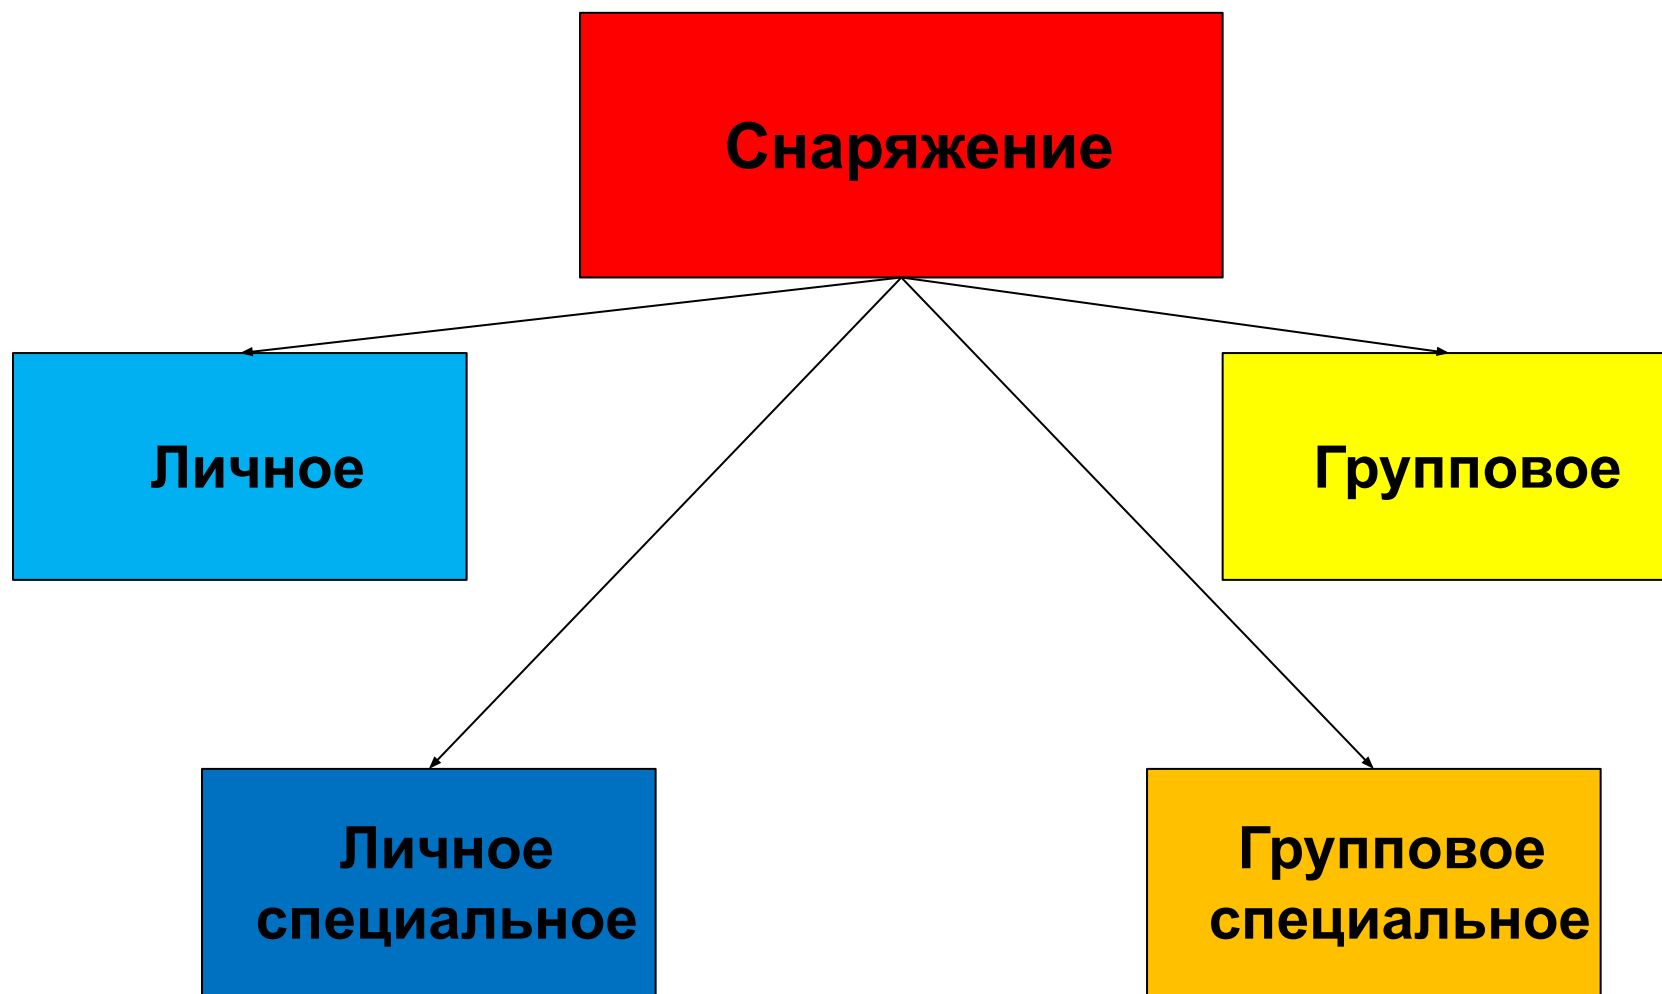 Снаряжение
Личное
Групповое
Личное
специальное
Групповое
специальное